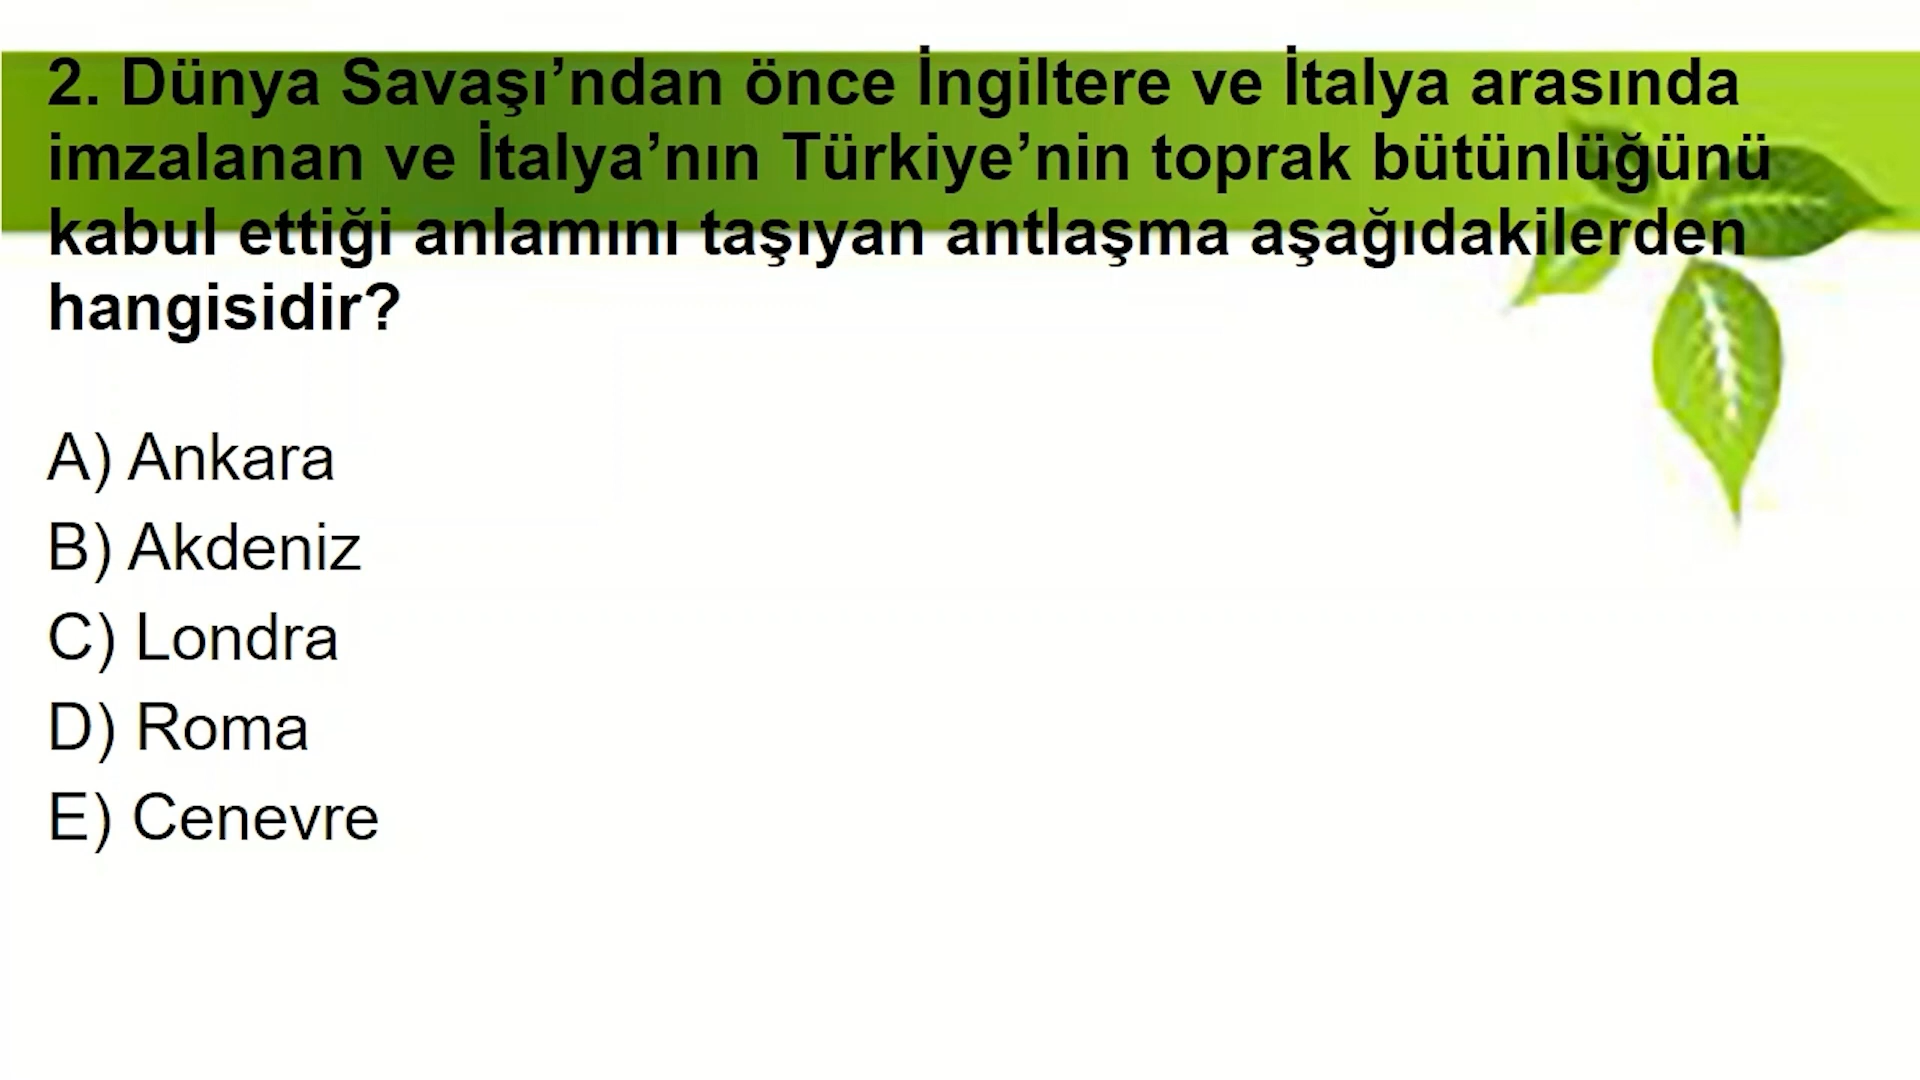 2. Dünya Savaşı’ndan önce İngiltere ve İtalya arasında
imzalanan ve İtalya’nın Türkiye’nin toprak bütünlüğünü
kabul ettiği anlamını taşıyan antlaşma aşağıdakilerden
hangisidir?
A) Ankara
B) Akdeniz
C) Londra
D) Roma
E) Cenevre